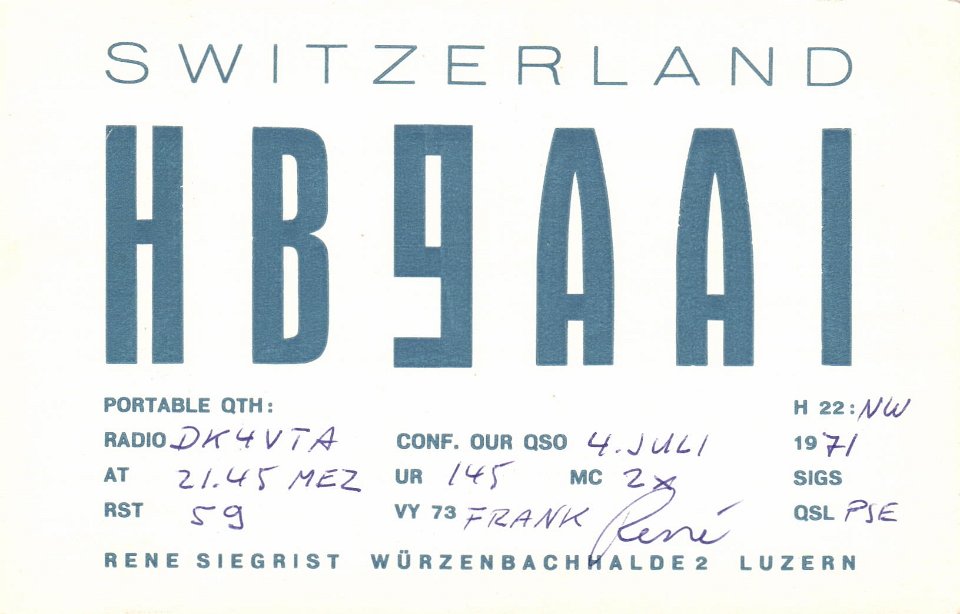 SWITZERLAND
HB9AAI
PORTABLE QTH: H 22: NW
RADIO DK4VTA CONF. OUR QSO 4. JULI 1971
AT 21.45 MEZ UR 145 MC 2x SIGS
RST 59 VY 73 FRANK René QSL PSE
RENE SIEGRIST WÜRZENBACHHALDE 2 LUZERN